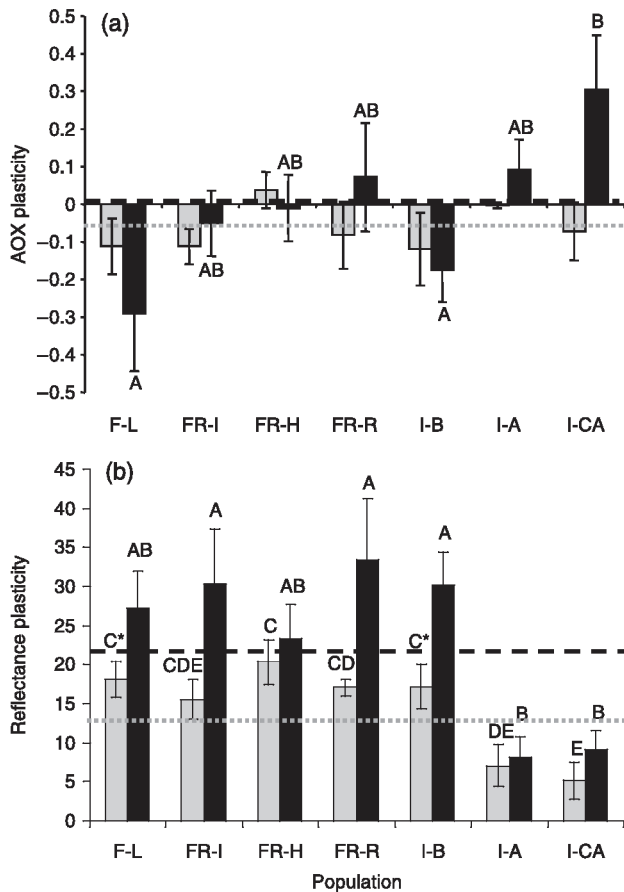 (a)
B
AB
AB
AB
0.5
0.4
0.3
0.2
0.1
0
−0.1
−0.2
−0.3
−0.4
−0.5
AOX plasticity
AB
A
A
F-L FR-I FR-H FR-R I-B I-A I-CA
(b)
45
40
35
30
25
20
15
10
5
0
Reflectance plasticity
AB
A
AB
A
A
C*
CDE
C
CD
C*
DE
B
E
B
F-L FR-I FR-H FR-R I-B I-A I-CA
Population